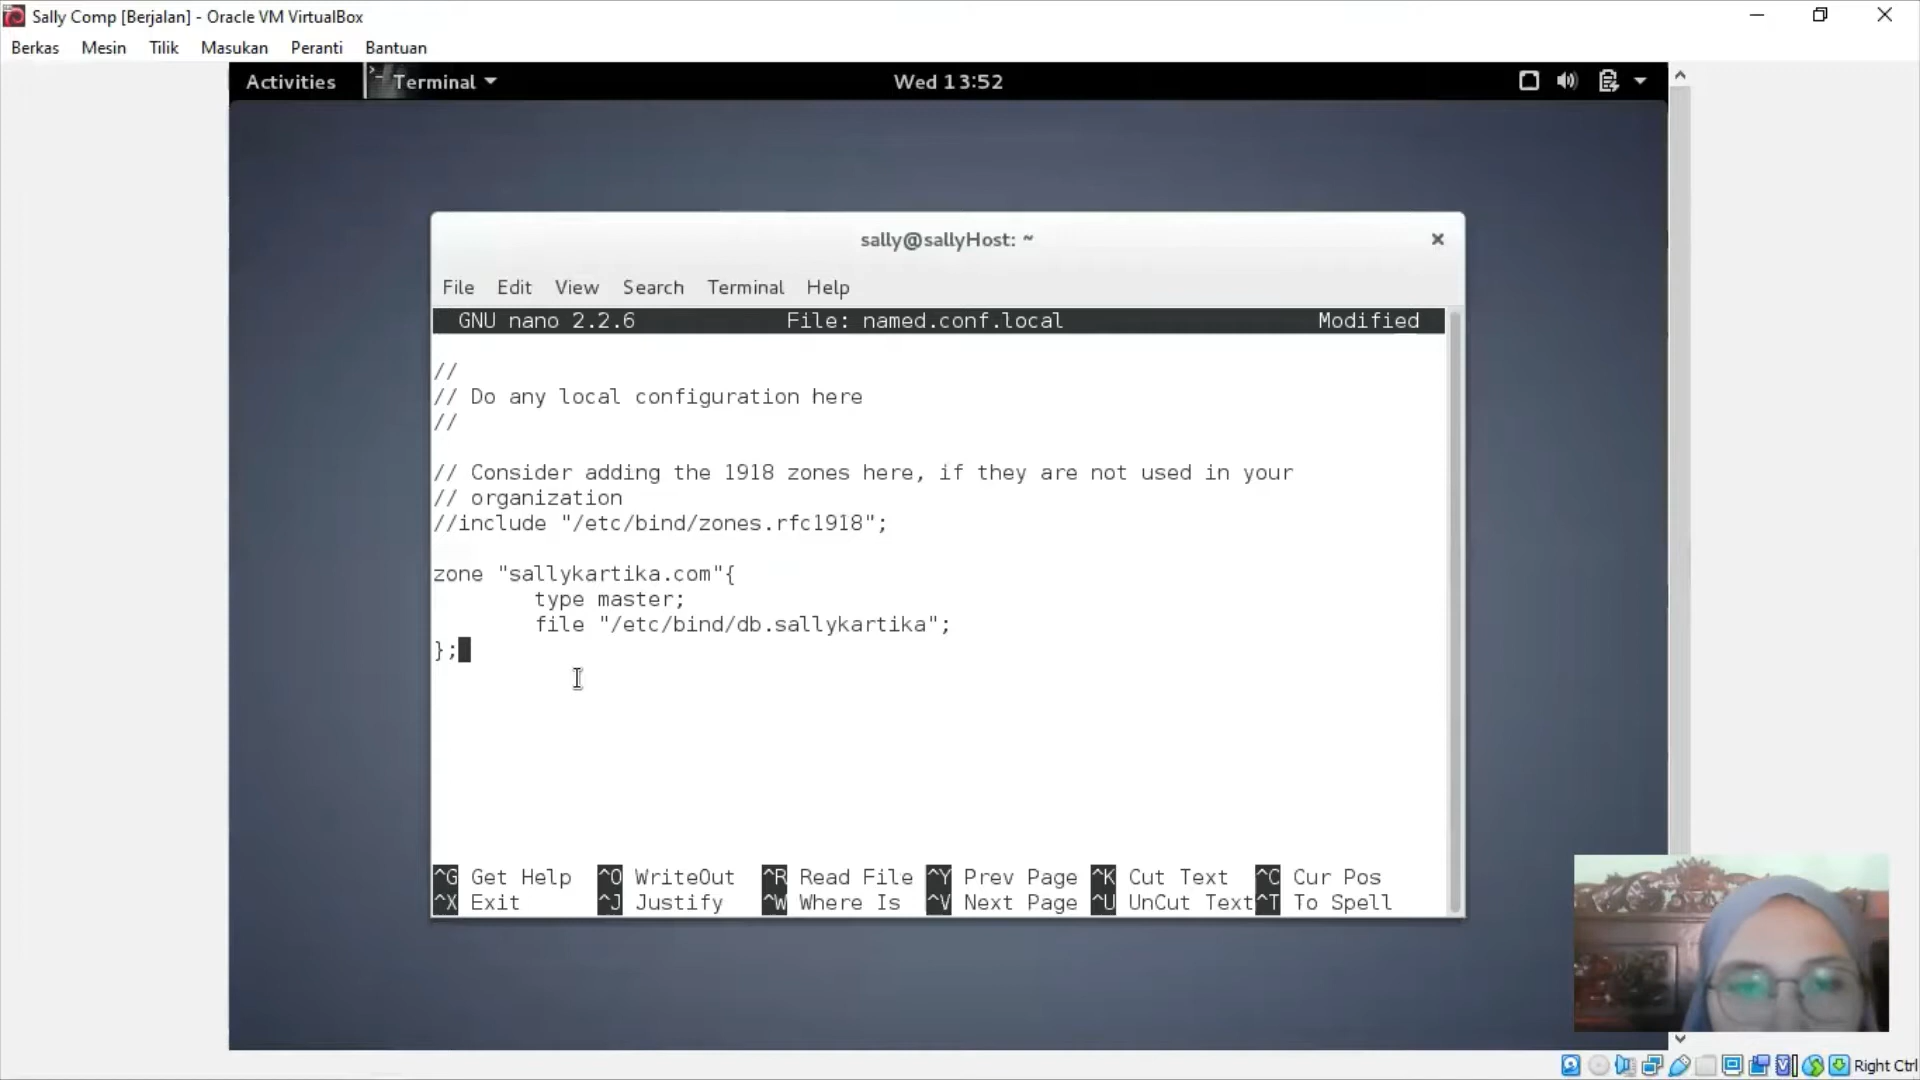 Sally Comp [Berjalan] - Oracle VM VirtualBox
Berkas Mesin Tilik Masukan Peranti Bantuan
Activities Terminal Wed 13:52
sally@sallyHost: ~
File Edit View Search Terminal Help
GNU nano 2.2.6 File: named.conf.local Modified
//
// Do any local configuration here
//
// Consider adding the 1918 zones here, if they are not used in your
// organization
//include "/etc/bind/zones.rfc1918";
zone "sallykartika.com"{
type master;
file "/etc/bind/db.sallykartika";
};
^G Get Help ^O WriteOut ^R Read File ^Y Prev Page ^K Cut Text ^C Cur Pos
^X Exit ^J Justify ^W Where Is ^V Next Page ^U UnCut Text ^T To Spell
Right Ctrl